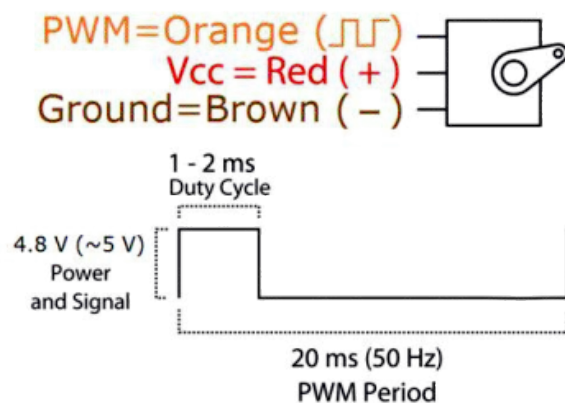 PWM=Orange (⎍⎍)
Vcc = Red (+)
Ground=Brown (−)
1 - 2 ms
Duty Cycle
4.8 V (~5 V)
Power
and Signal
20 ms (50 Hz)
PWM Period